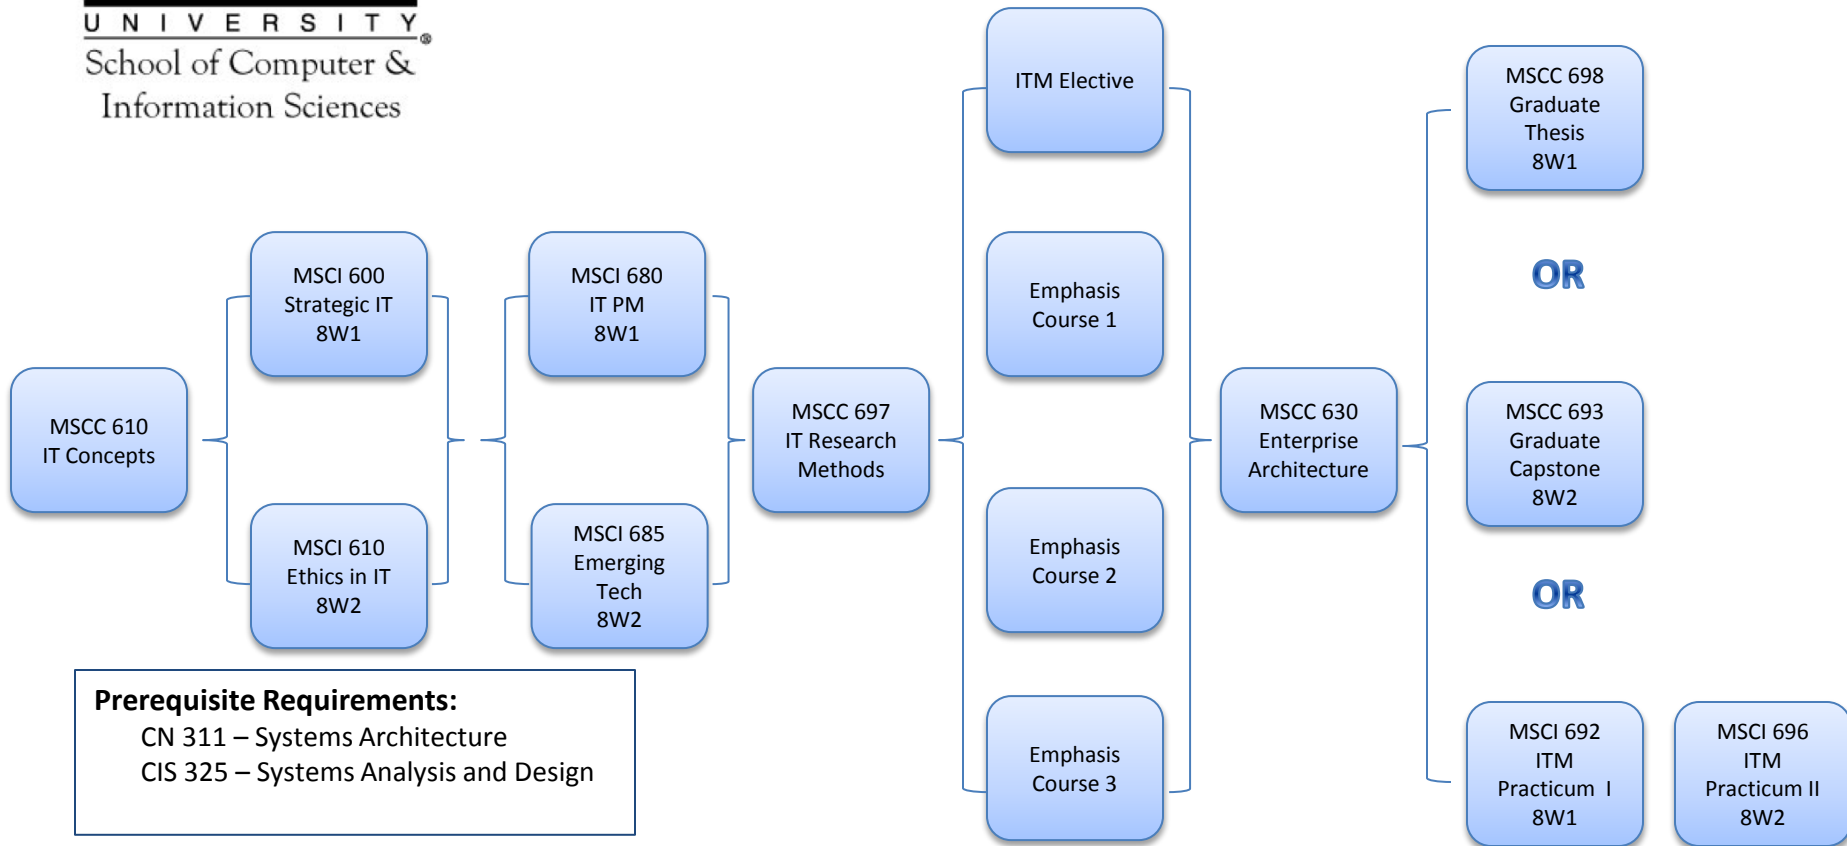 UNIVERSITY®
School of Computer &
Information Sciences
MSCC 610
IT Concepts
MSCI 600
Strategic IT
8W1
MSCI 610
Ethics in IT
8W2
MSCI 680
IT PM
8W1
MSCI 685
Emerging
Tech
8W2
MSCC 697
IT Research
Methods
ITM Elective
Emphasis
Course 1
Emphasis
Course 2
Emphasis
Course 3
MSCC 630
Enterprise
Architecture
MSCC 698
Graduate
Thesis
8W1
OR
MSCC 693
Graduate
Capstone
8W2
OR
MSCI 692
ITM
Practicum I
8W1
MSCI 696
ITM
Practicum II
8W2
Prerequisite Requirements:
CN 311 – Systems Architecture
CIS 325 – Systems Analysis and Design